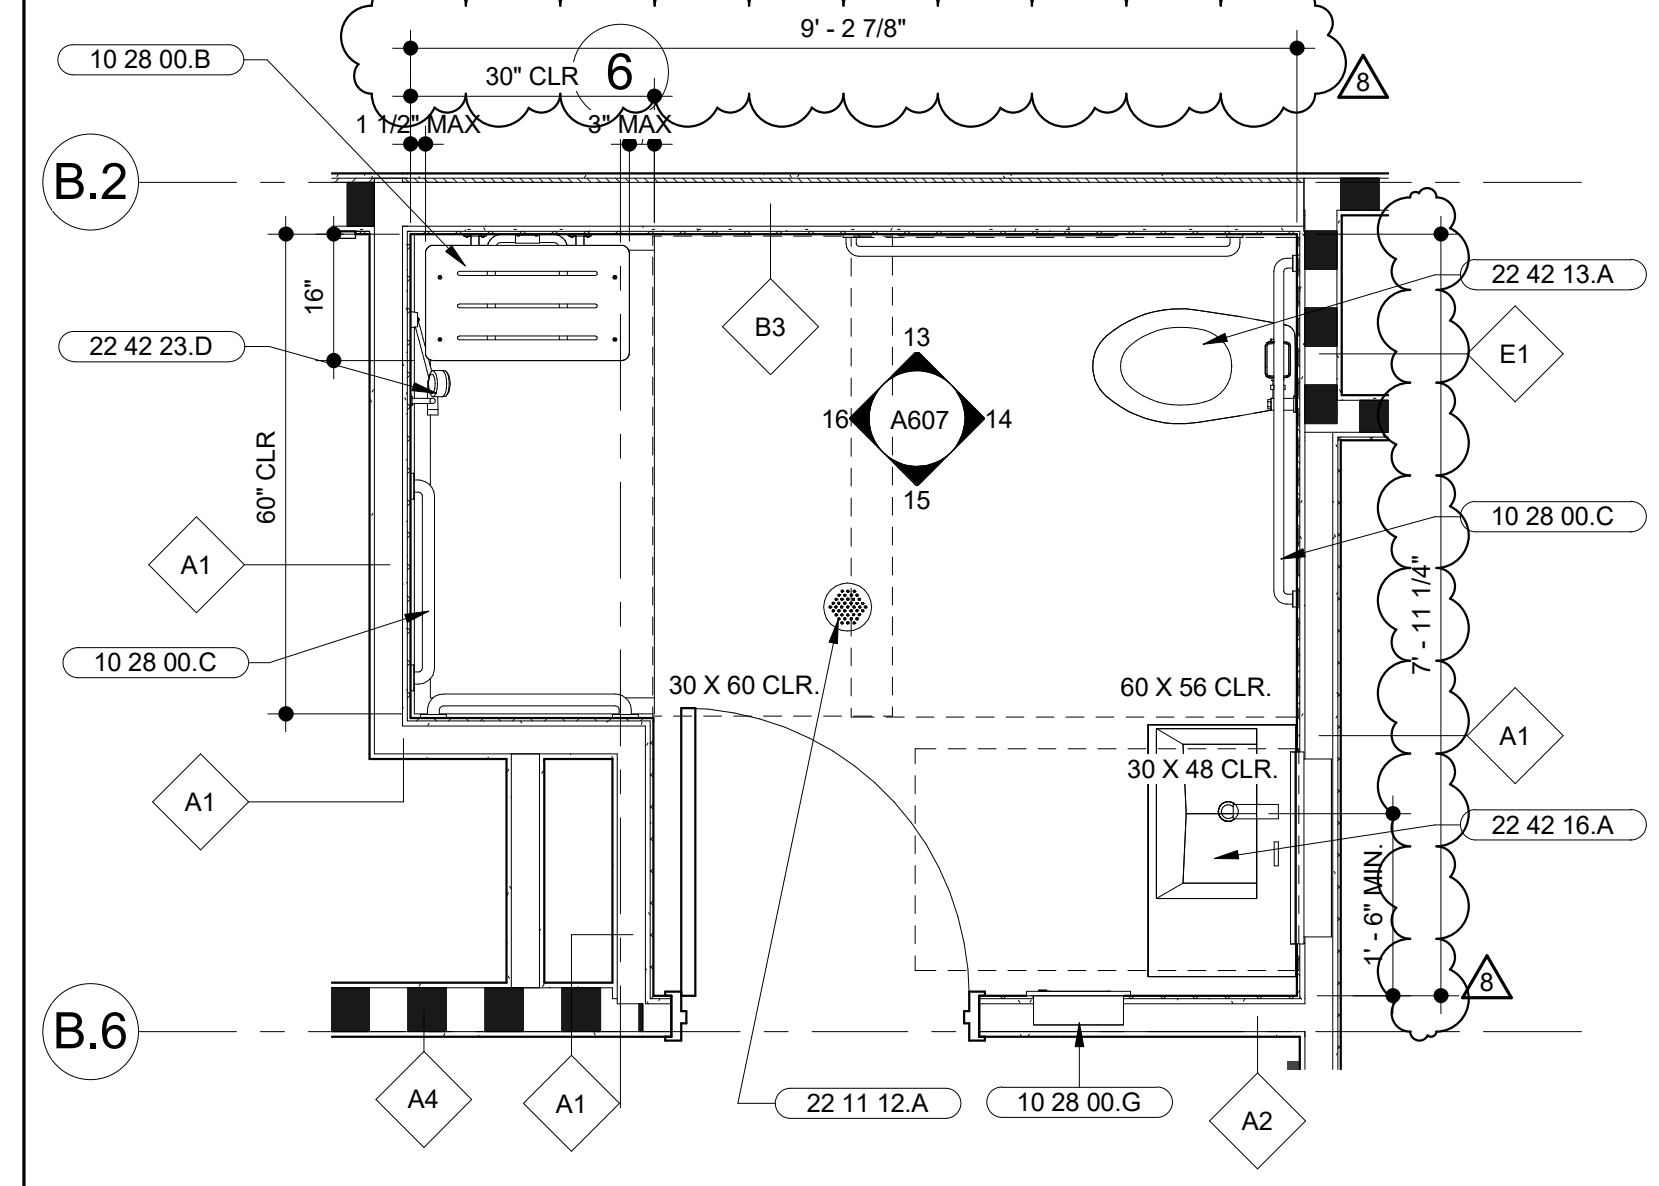 9' - 2 7/8"
10 28 00.B
30" CLR
6
8
1 1/2" MAX
3" MAX
B.2
16"
22 42 13.A
B3
22 42 23.D
13
E1
16
A607
14
15
60" CLR
10 28 00.C
A1
7' - 11 1/4"
10 28 00.C
30 X 60 CLR.
60 X 56 CLR.
A1
30 X 48 CLR.
A1
22 42 16.A
1' - 6" MIN.
8
B.6
A4
A1
22 11 12.A
10 28 00.G
A2